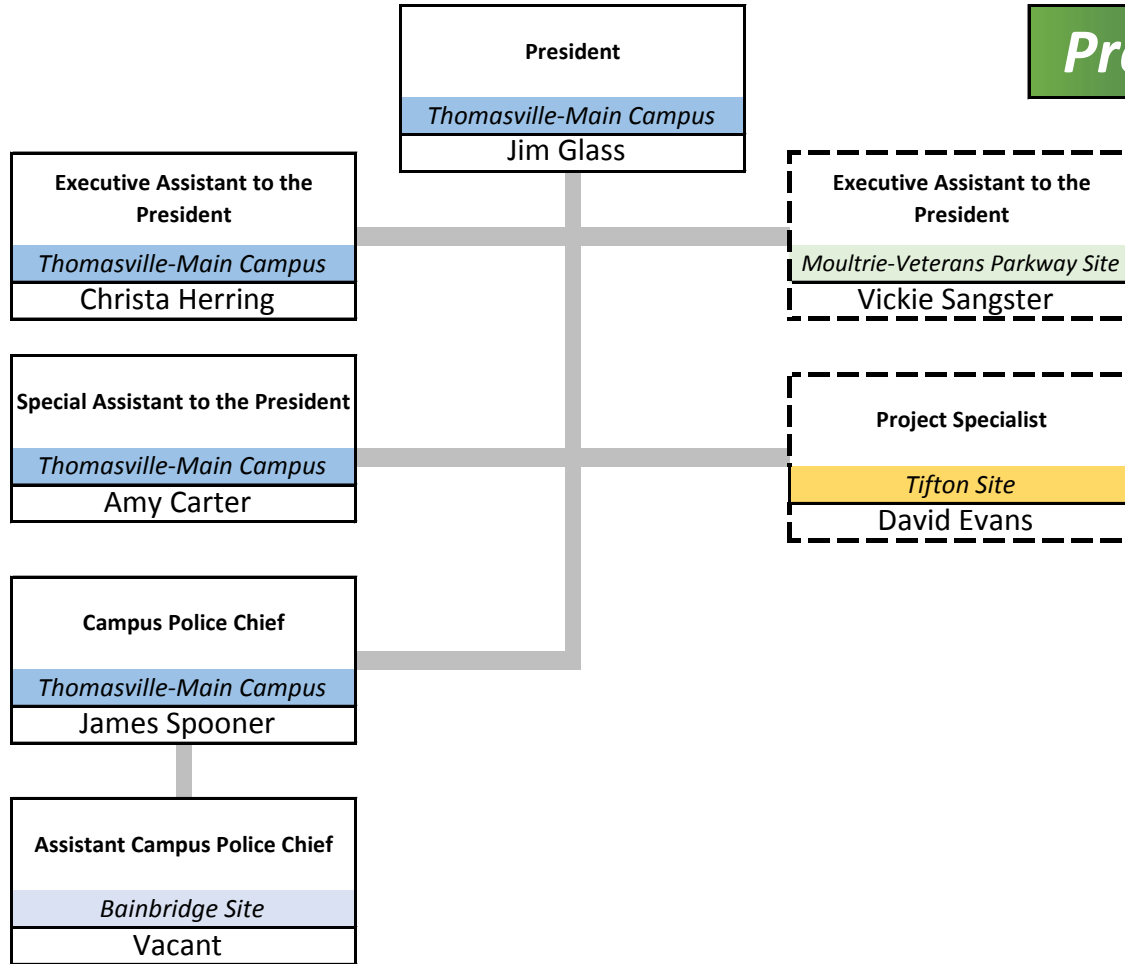 President
Thomasville-Main Campus
Jim Glass
Executive Assistant to the
President
Thomasville-Main Campus
Christa Herring
Executive Assistant to the
President
Moultrie-Veterans Parkway Site
Vickie Sangster
Special Assistant to the President
Thomasville-Main Campus
Amy Carter
Project Specialist
Tifton Site
David Evans
Campus Police Chief
Thomasville-Main Campus
James Spooner
Assistant Campus Police Chief
Bainbridge Site
Vacant